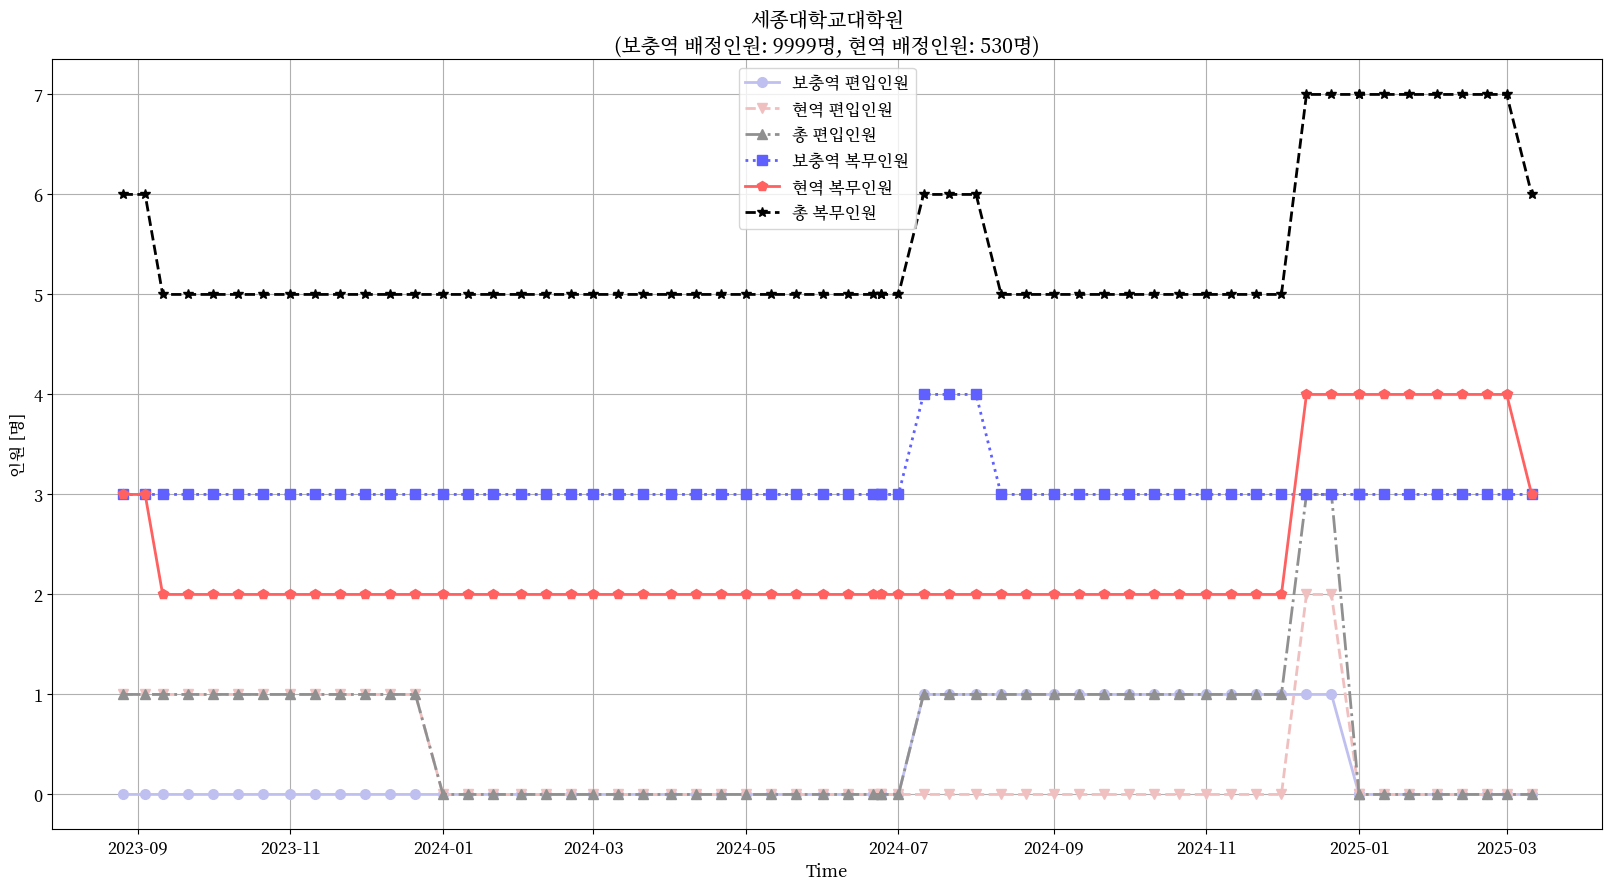 세종대학교대학원
(보충역 배정인원: 9999명, 현역 배정인원: 530명)
보충역 편입인원
현역 편입인원
총 편입인원
보충역 복무인원
현역 복무인원
총 복무인원
인원 [명]
7
6
5
4
3
2
1
0
2023-09
2023-11
2024-01
2024-03
2024-05
2024-07
2024-09
2024-11
2025-01
2025-03
Time